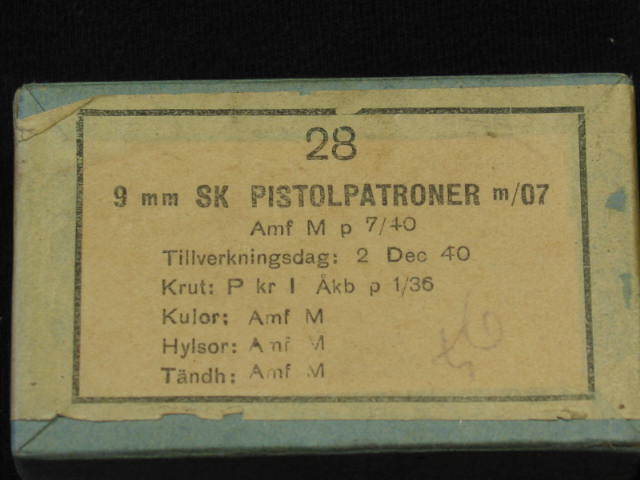 28
9 mm SK PISTOLPATRONER m/07
Amf M p 7/40
Tillverkningsdag: 2 Dec 40
Krut: P kr I Åkb p 1/36
Kulor: Amf M
Hylsor: Amf M
Tändh: Amf M